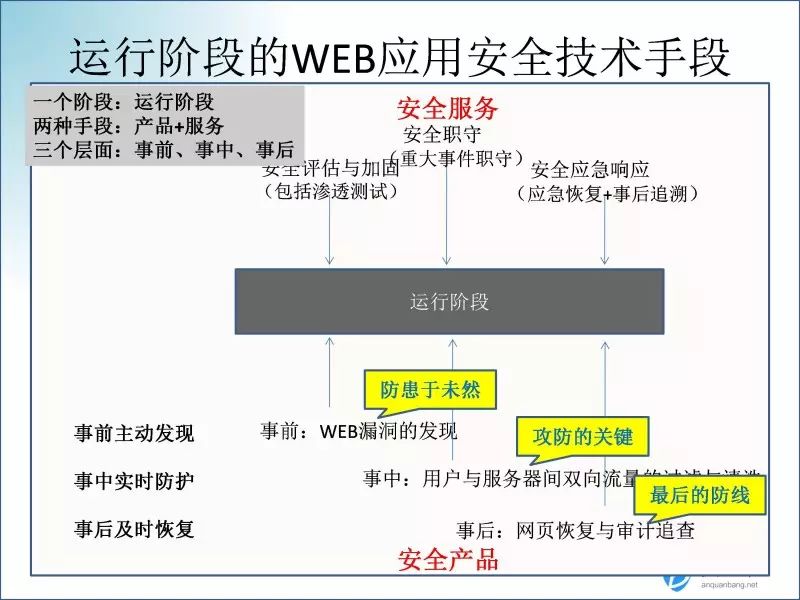 运行阶段的WEB应用安全技术手段
一个阶段：运行阶段
两种手段：产品+服务
三个层面：事前、事中、事后
安全服务
安全职守
（重大事件职守）
安全评估与加固
（包括渗透测试）
安全应急响应
（应急恢复+事后追溯）
运行阶段
防患于未然
事前主动发现
事前：WEB漏洞的发现
攻防的关键
事中实时防护
事中：用户与服务器间双向流量的过滤与清洗
最后的防线
事后及时恢复
事后：网页恢复与审计追查
安全产品
anquanbang.net